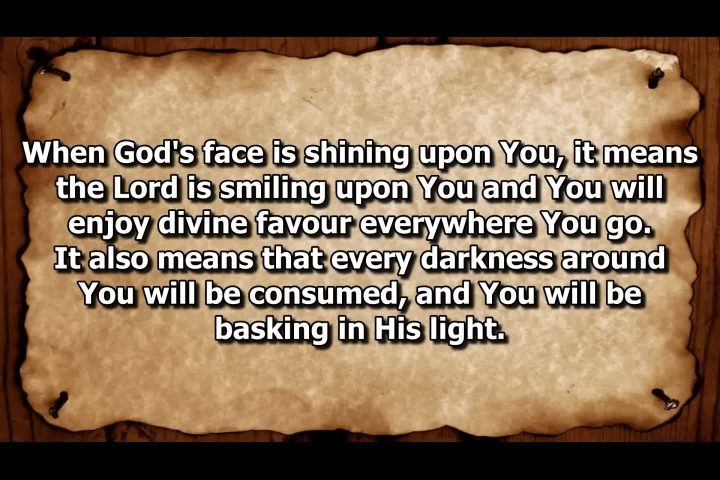 When God's face is shining upon You, it means
the Lord is smiling upon You and You will
enjoy divine favour everywhere You go.
It also means that every darkness around
You will be consumed, and You will be
basking in His light.